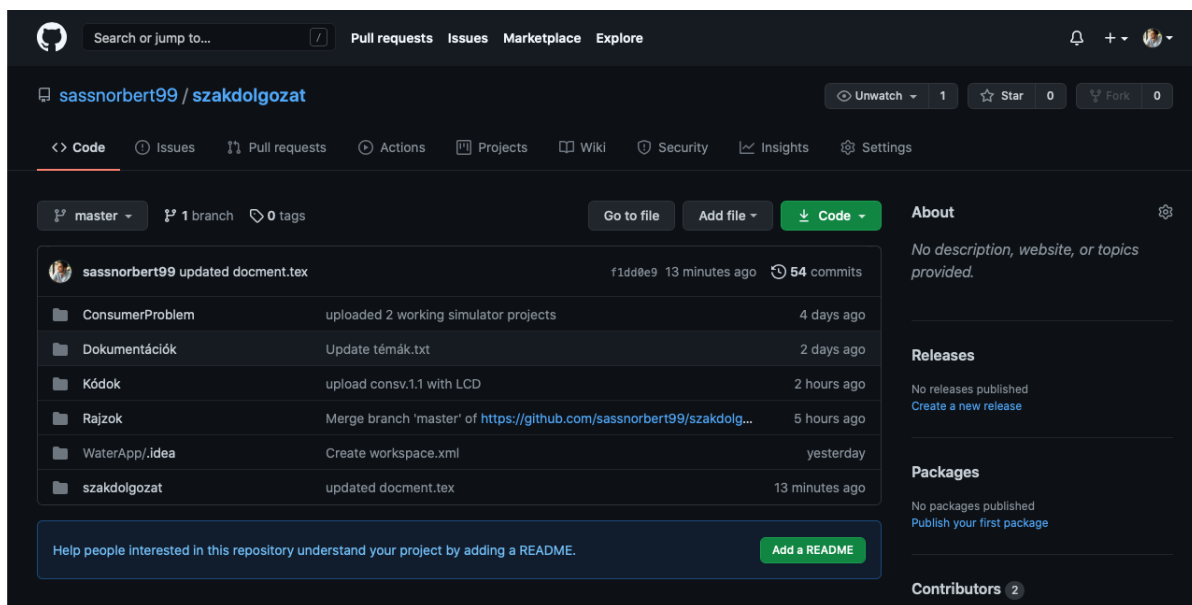 Search or jump to... / Pull requests Issues Marketplace Explore
sassnorbert99 / szakdolgozat Unwatch 1 Star 0 Fork 0
<> Code Issues Pull requests Actions Projects Wiki Security Insights Settings
master 1 branch 0 tags Go to file Add file Code
sassnorbert99 updated docment.tex f1dd0e9 13 minutes ago 54 commits
ConsumerProblem uploaded 2 working simulator projects 4 days ago
Dokumentációk Update témák.txt 2 days ago
Kódok upload consv.1.1 with LCD 2 hours ago
Rajzok Merge branch 'master' of https://github.com/sassnorbert99/szakdolg... 5 hours ago
WaterApp/.idea Create workspace.xml yesterday
szakdolgozat updated docment.tex 13 minutes ago
Help people interested in this repository understand your project by adding a README. Add a README
About
No description, website, or topics
provided.
Releases
No releases published
Create a new release
Packages
No packages published
Publish your first package
Contributors 2